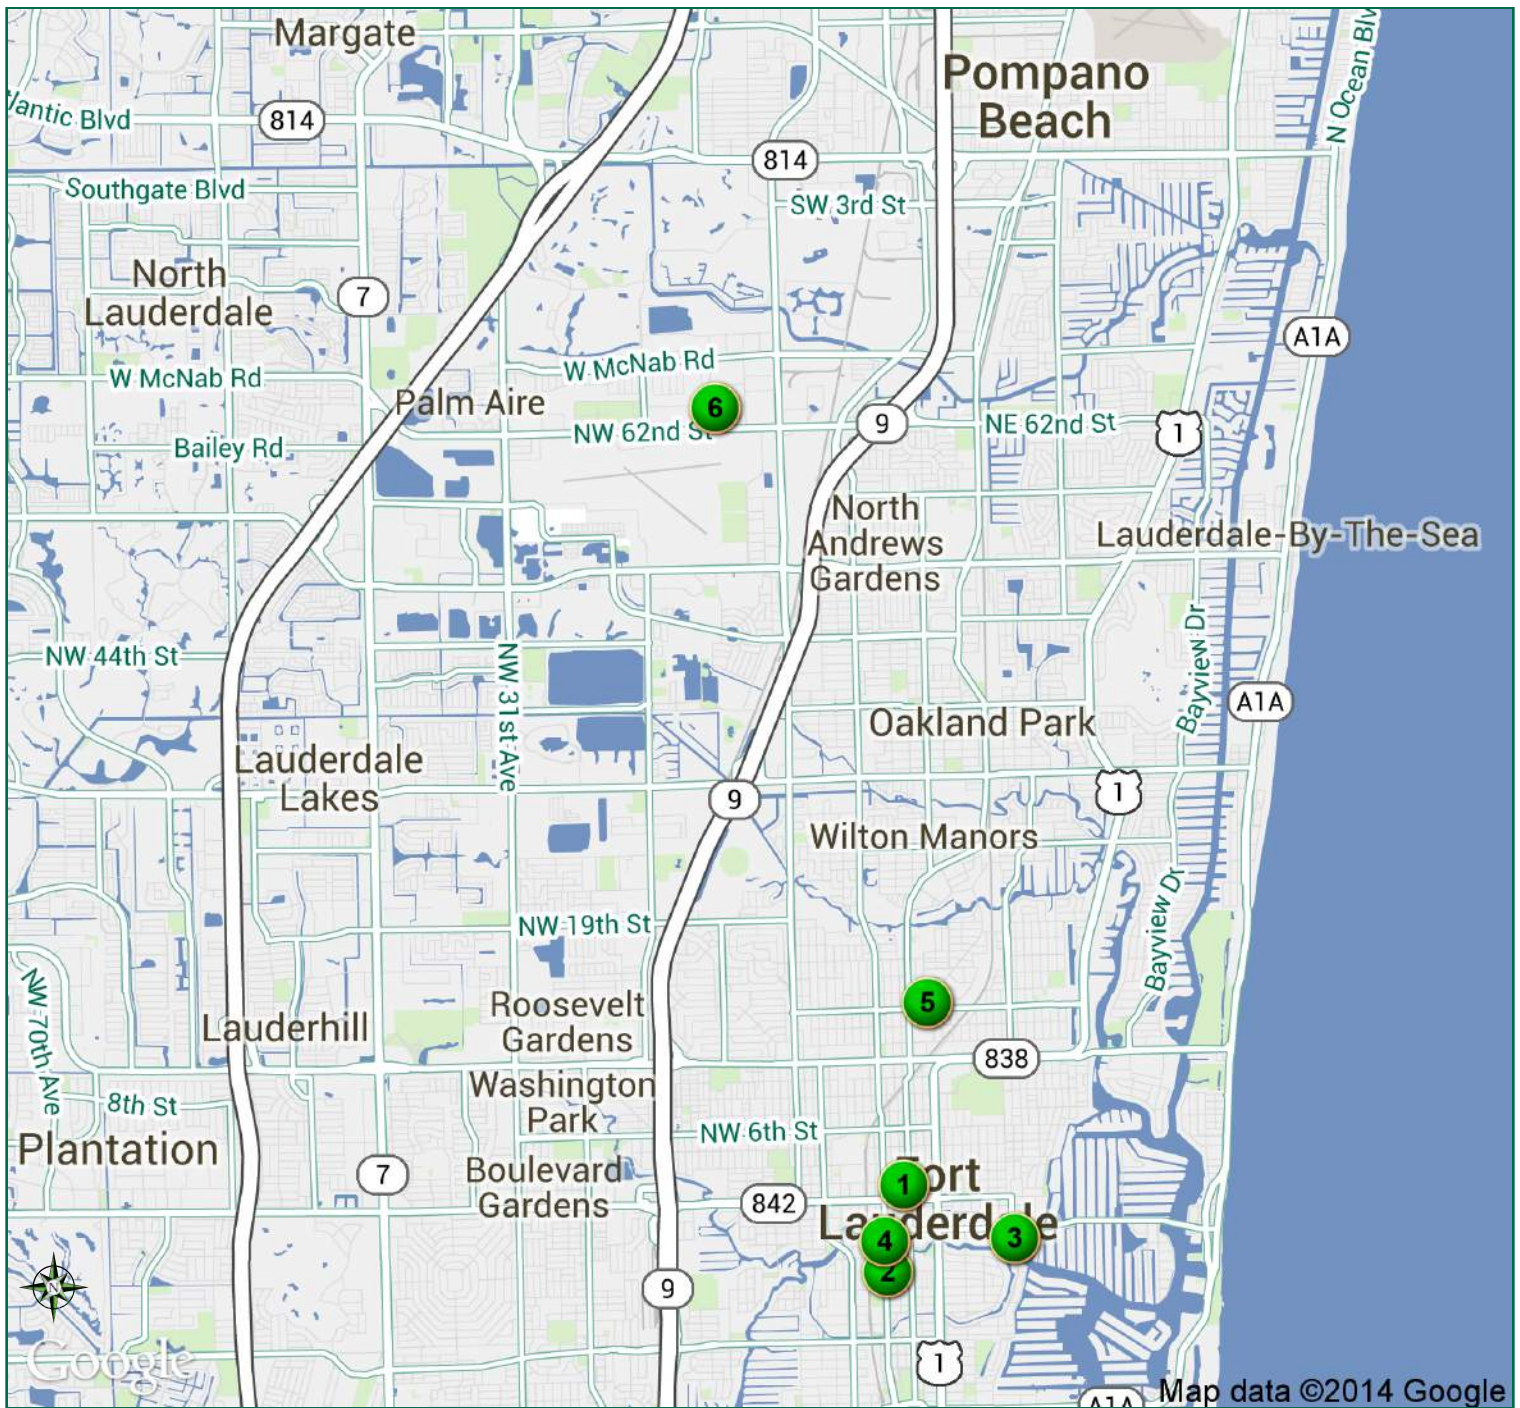 Margate
Pompano
Beach
N Ocean Blv
lantic Blvd
814
814
Southgate Blvd
SW 3rd St
North
Lauderdale
7
A1A
W McNab Rd
W McNab Rd
Palm Aire
6
9
NE 62nd St
1
NW 62nd St
Bailey Rd
North
Andrews
Gardens
Lauderdale-By-The-Sea
NW 44th St
NW 31st Ave
Bayview Dr
A1A
Oakland Park
Lauderdale
Lakes
9
1
Wilton Manors
Bayview Dr
NW 19th St
NW 70th Ave
Roosevelt
Gardens
5
Lauderhill
838
Washington
Park
8th St
NW 6th St
Plantation
7
Boulevard
Gardens
842
1
Fort
Lauderdale
4
3
2
9
N
Google
1
A1A
Map data ©2014 Google